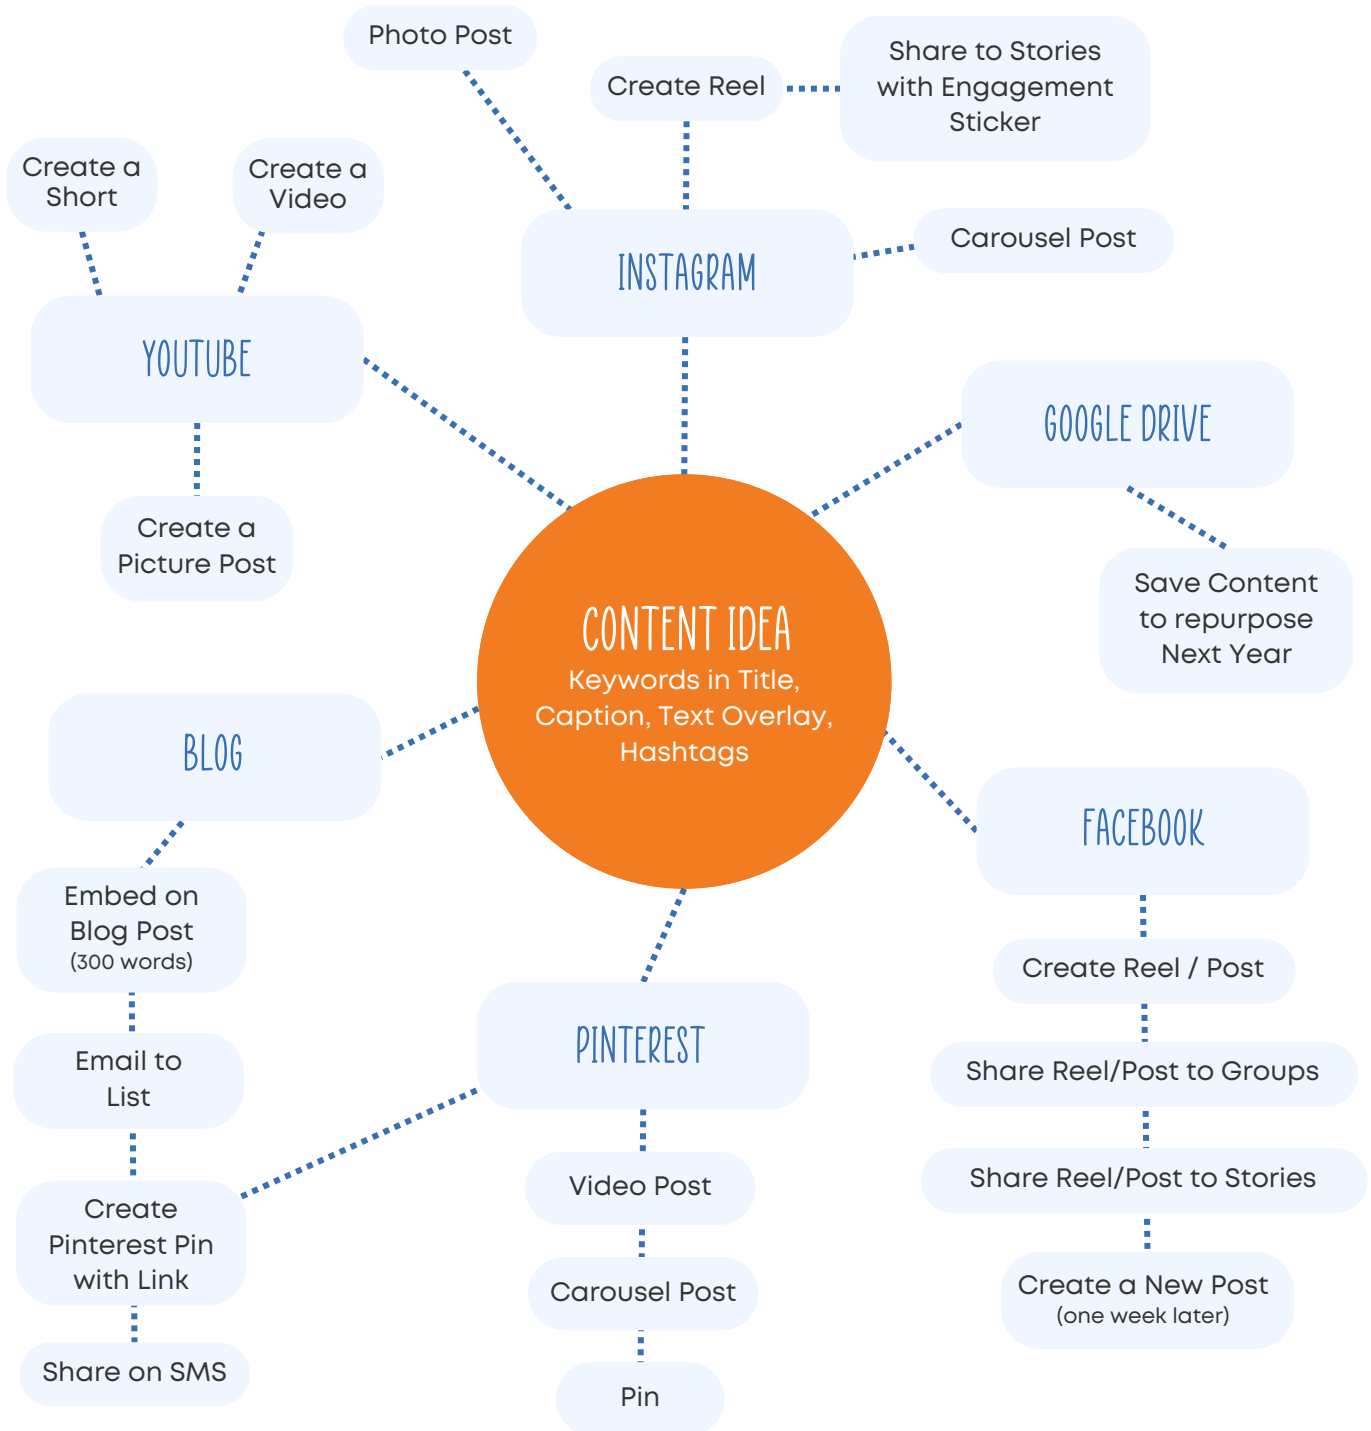 Photo Post
Create Reel
Share to Stories
with Engagement
Sticker
Create a
Short
Create a
Video
INSTAGRAM
Carousel Post
YOUTUBE
GOOGLE DRIVE
Create a
Picture Post
Save Content
to repurpose
Next Year
CONTENT IDEA
Keywords in Title,
Caption, Text Overlay,
Hashtags
BLOG
FACEBOOK
Embed on
Blog Post
(300 words)
Email to
List
Create
Pinterest Pin
with Link
Share on SMS
PINTEREST
Video Post
Carousel Post
Pin
Create Reel / Post
Share Reel/Post to Groups
Share Reel/Post to Stories
Create a New Post
(one week later)